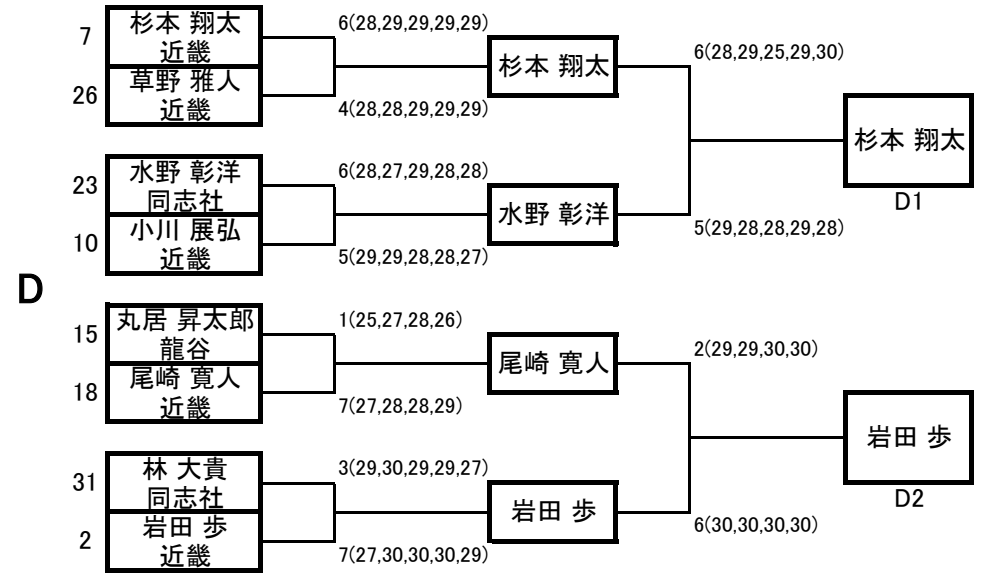 D
7
杉本 翔太
近畿
26
草野 雅人
近畿
6(28,29,29,29,29)
4(28,28,29,29,29)
杉本 翔太
23
水野 彰洋
同志社
10
小川 展弘
近畿
6(28,27,29,28,28)
5(29,29,28,28,27)
水野 彰洋
6(28,29,25,29,30)
5(29,28,28,29,28)
杉本 翔太
D1
15
丸居 昇太郎
龍谷
18
尾崎 寛人
近畿
1(25,27,28,26)
7(27,28,28,29)
尾崎 寛人
31
林 大貴
同志社
2
岩田 歩
近畿
3(29,30,29,29,27)
7(27,30,30,30,29)
岩田 歩
2(29,29,30,30)
6(30,30,30,30)
岩田 歩
D2